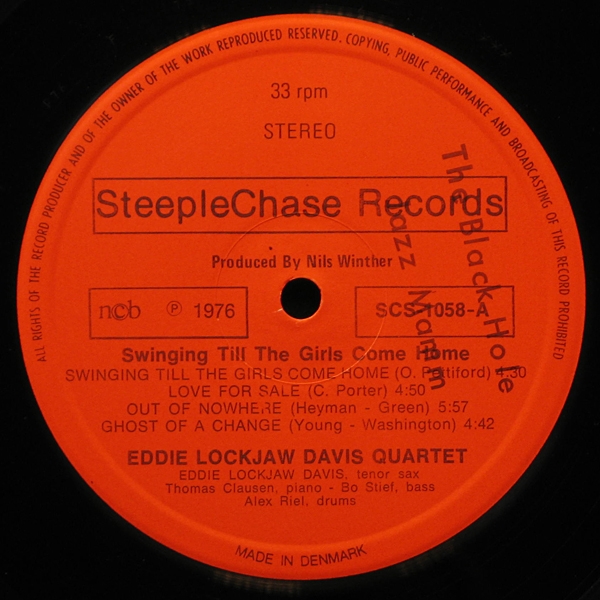 ALL RIGHTS OF THE RECORD PRODUCER AND OF THE OWNER OF THE WORK REPRODUCED RESERVED. COPYING, PUBLIC PERFORMANCE AND BROADCASTING OF THIS RECORD PROHIBITED
33 rpm
STEREO
SteepleChase Records
Produced By Nils Winther
n©b ℗ 1976
SCS-1058-A
Swinging Till The Girls Come Home
SWINGING TILL THE GIRLS COME HOME (O. Pettiford) 4:30
LOVE FOR SALE (C. Porter) 4:50
OUT OF NOWHERE (Heyman - Green) 5:57
GHOST OF A CHANGE (Young - Washington) 4:42
EDDIE LOCKJAW DAVIS QUARTET
EDDIE LOCKJAW DAVIS, tenor sax
Thomas Clausen, piano - Bo Stief, bass
Alex Riel, drums
MADE IN DENMARK
The Black Hole
Jazz Mann